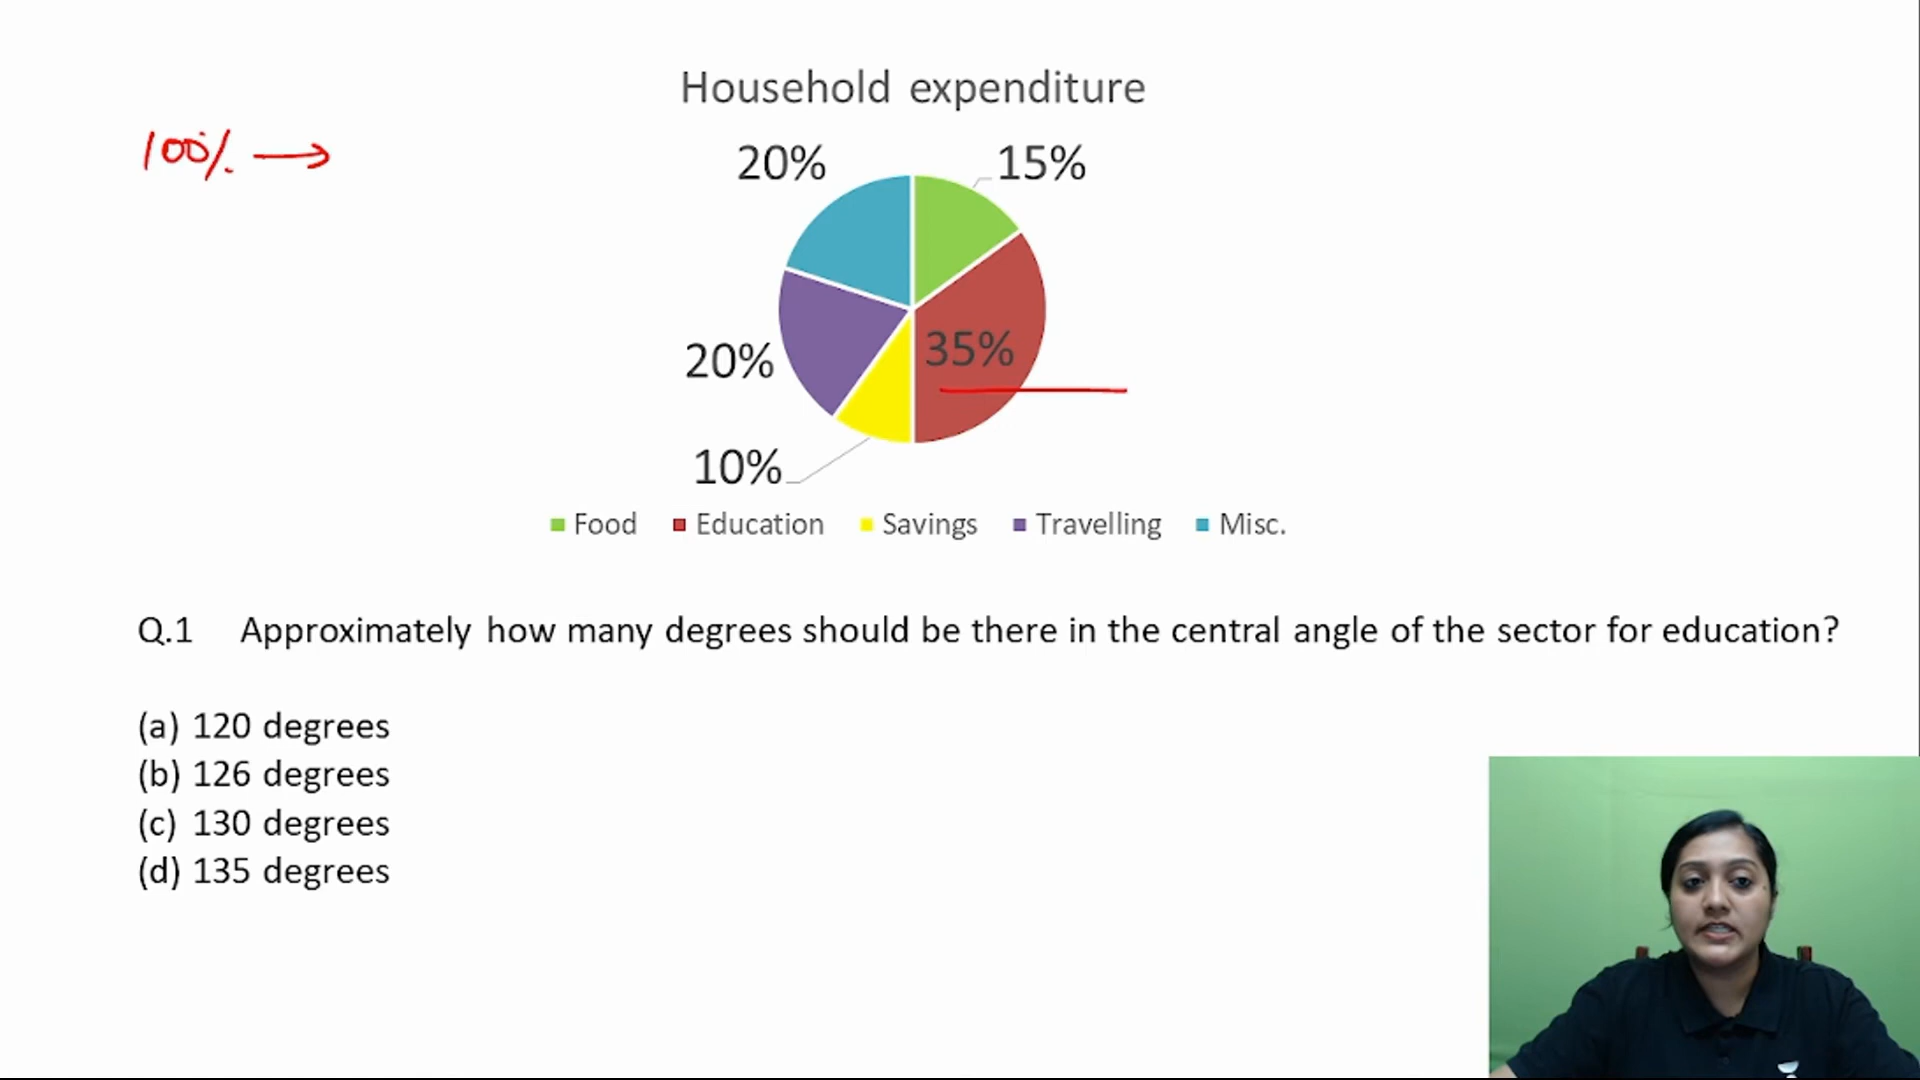 Household expenditure
100% →
20%
15%
35%
20%
10%
Food Education Savings Travelling Misc.
Q.1 Approximately how many degrees should be there in the central angle of the sector for education?
(a) 120 degrees
(b) 126 degrees
(c) 130 degrees
(d) 135 degrees